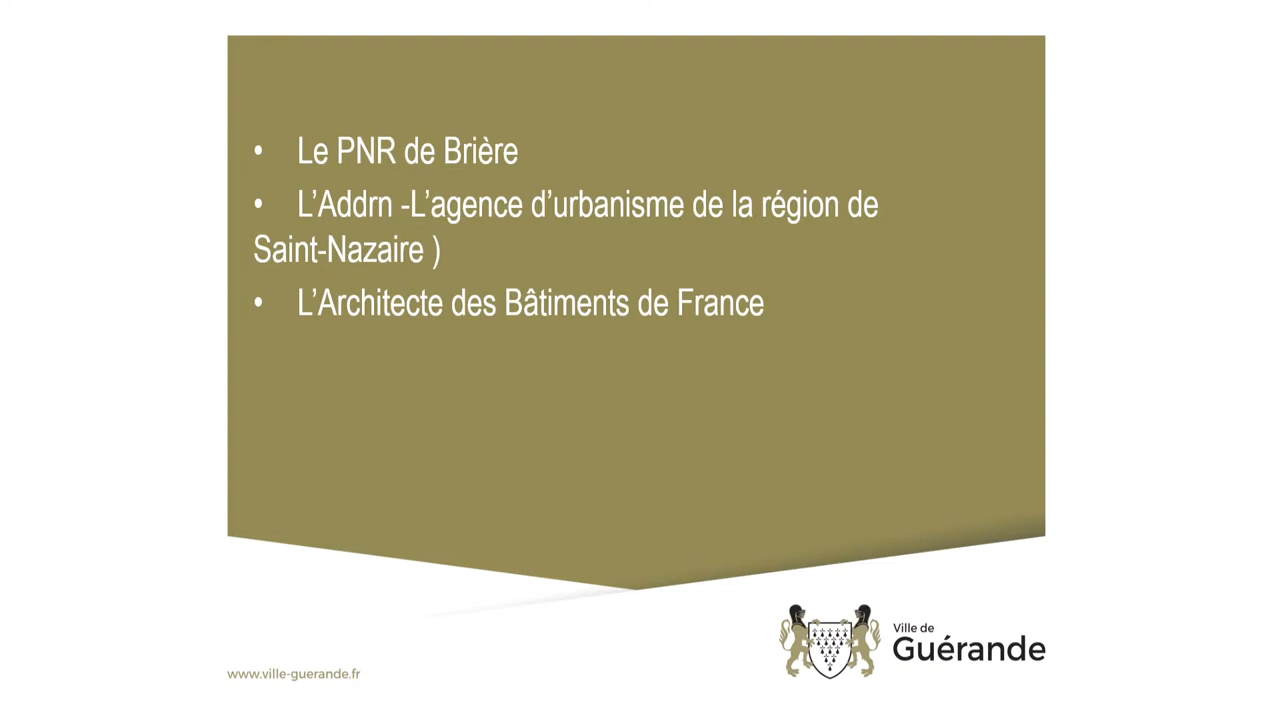 • Le PNR de Brière
• L’Addrn -L’agence d’urbanisme de la région de
Saint-Nazaire )
• L’Architecte des Bâtiments de France
Ville de
Guérande
www.ville-guerande.fr